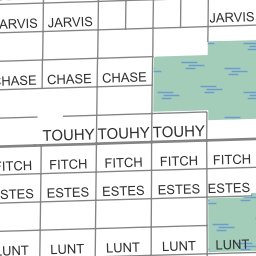 JARVIS JARVIS JARVIS
CHASE CHASE CHASE
TOUHY TOUHY TOUHY
FITCH FITCH FITCH FITCH FITCH
ESTES ESTES ESTES ESTES ESTES
LUNT LUNT LUNT LUNT LUNT